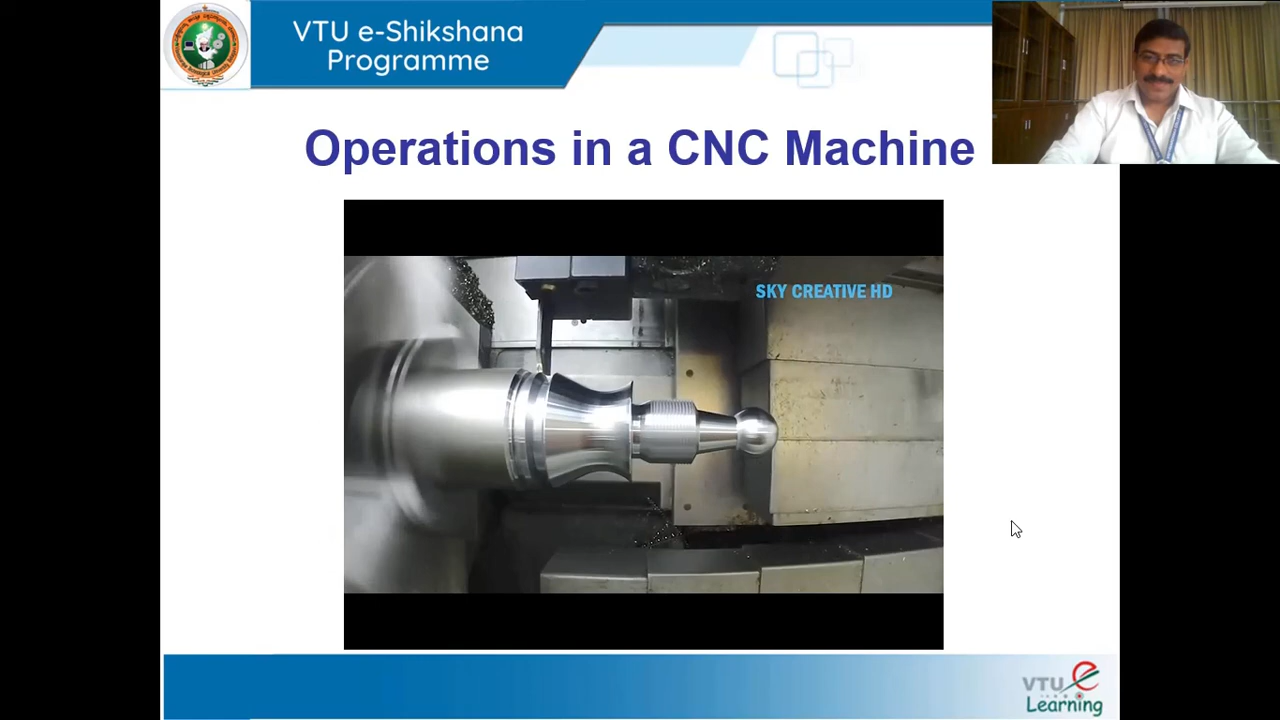 VTU e-Shikshana
Programme
Operations in a CNC Machine
SKY CREATIVE HD
VTU e
Learning